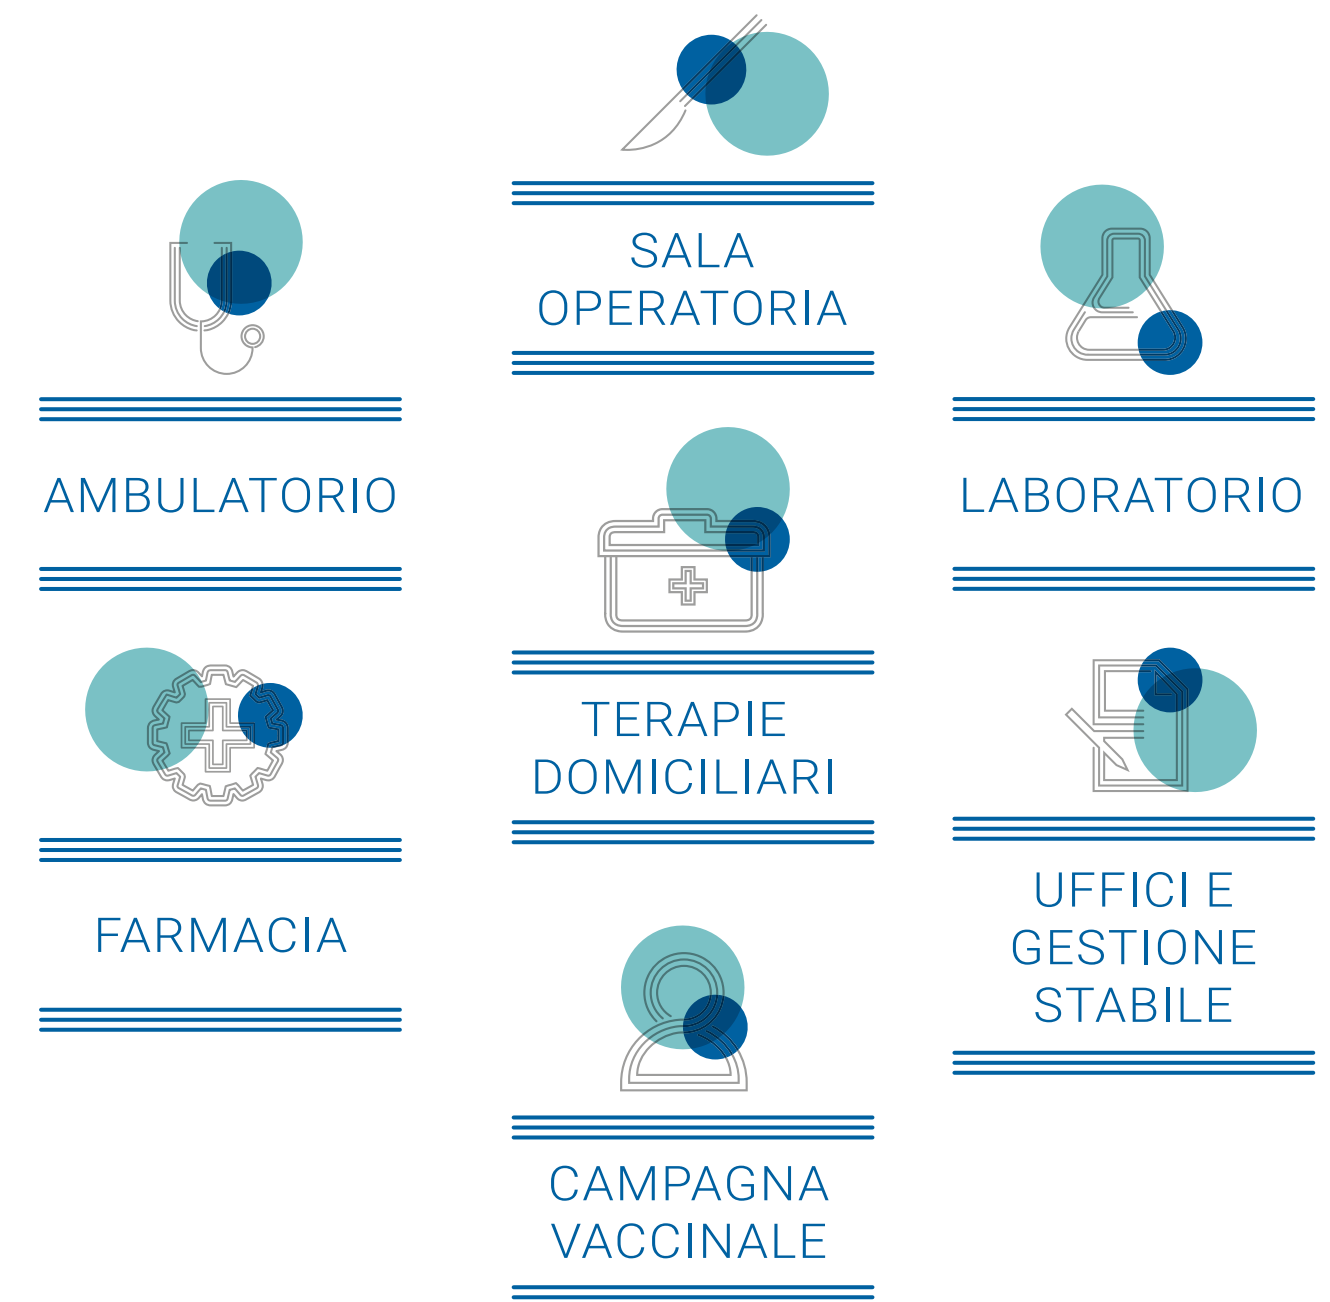 SALA
OPERATORIA
AMBULATORIO
LABORATORIO
TERAPIE
DOMICILIARI
FARMACIA
UFFICI E
GESTIONE
STABILE
CAMPAGNA
VACCINALE